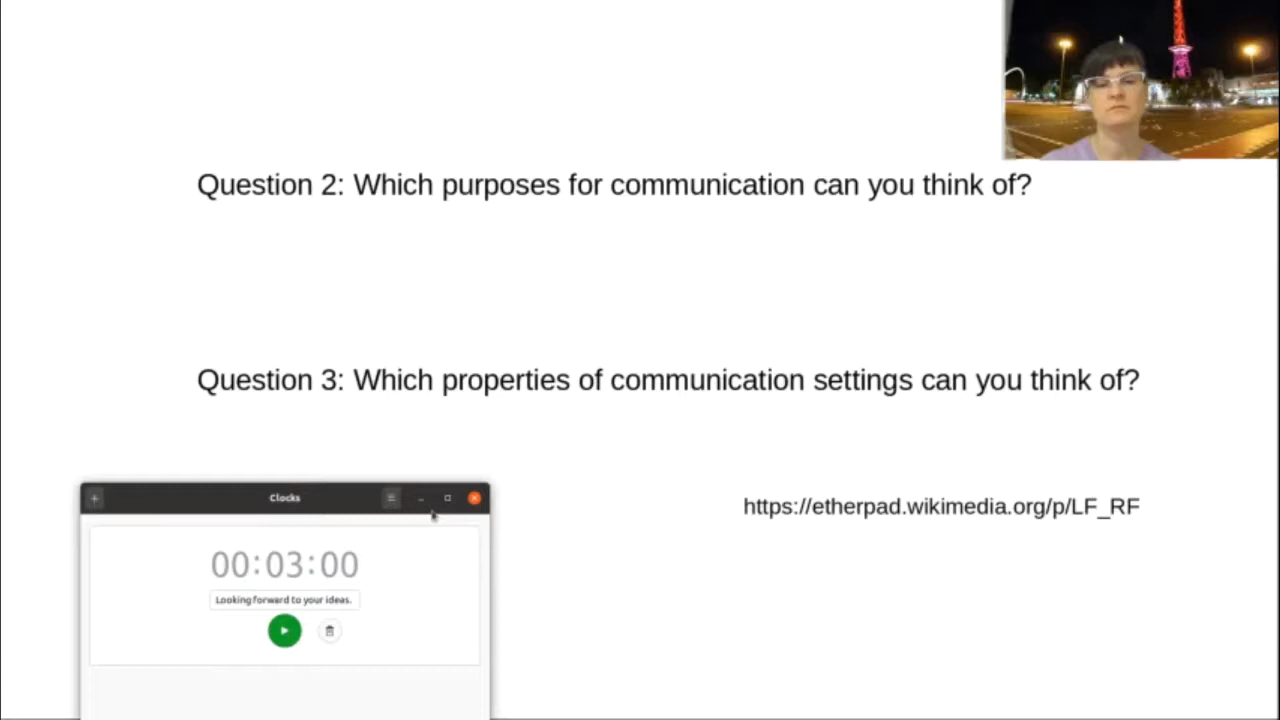 Question 2: Which purposes for communication can you think of?
Question 3: Which properties of communication settings can you think of?
https://etherpad.wikimedia.org/p/LF_RF
Clocks
00:03:00
Looking forward to your ideas.